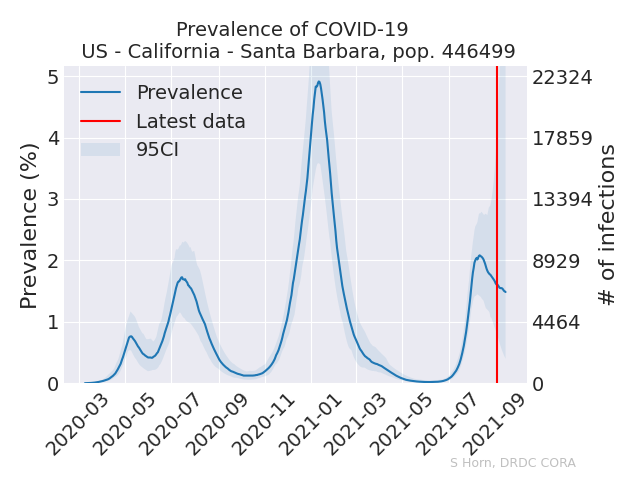 Prevalence of COVID-19
US - California - Santa Barbara, pop. 446499
Prevalence
Latest data
95CI
Prevalence (%)
5
4
3
2
1
0
22324
17859
13394
8929
4464
0
# of infections
2020-03
2020-05
2020-07
2020-09
2020-11
2021-01
2021-03
2021-05
2021-07
2021-09
S Horn, DRDC CORA